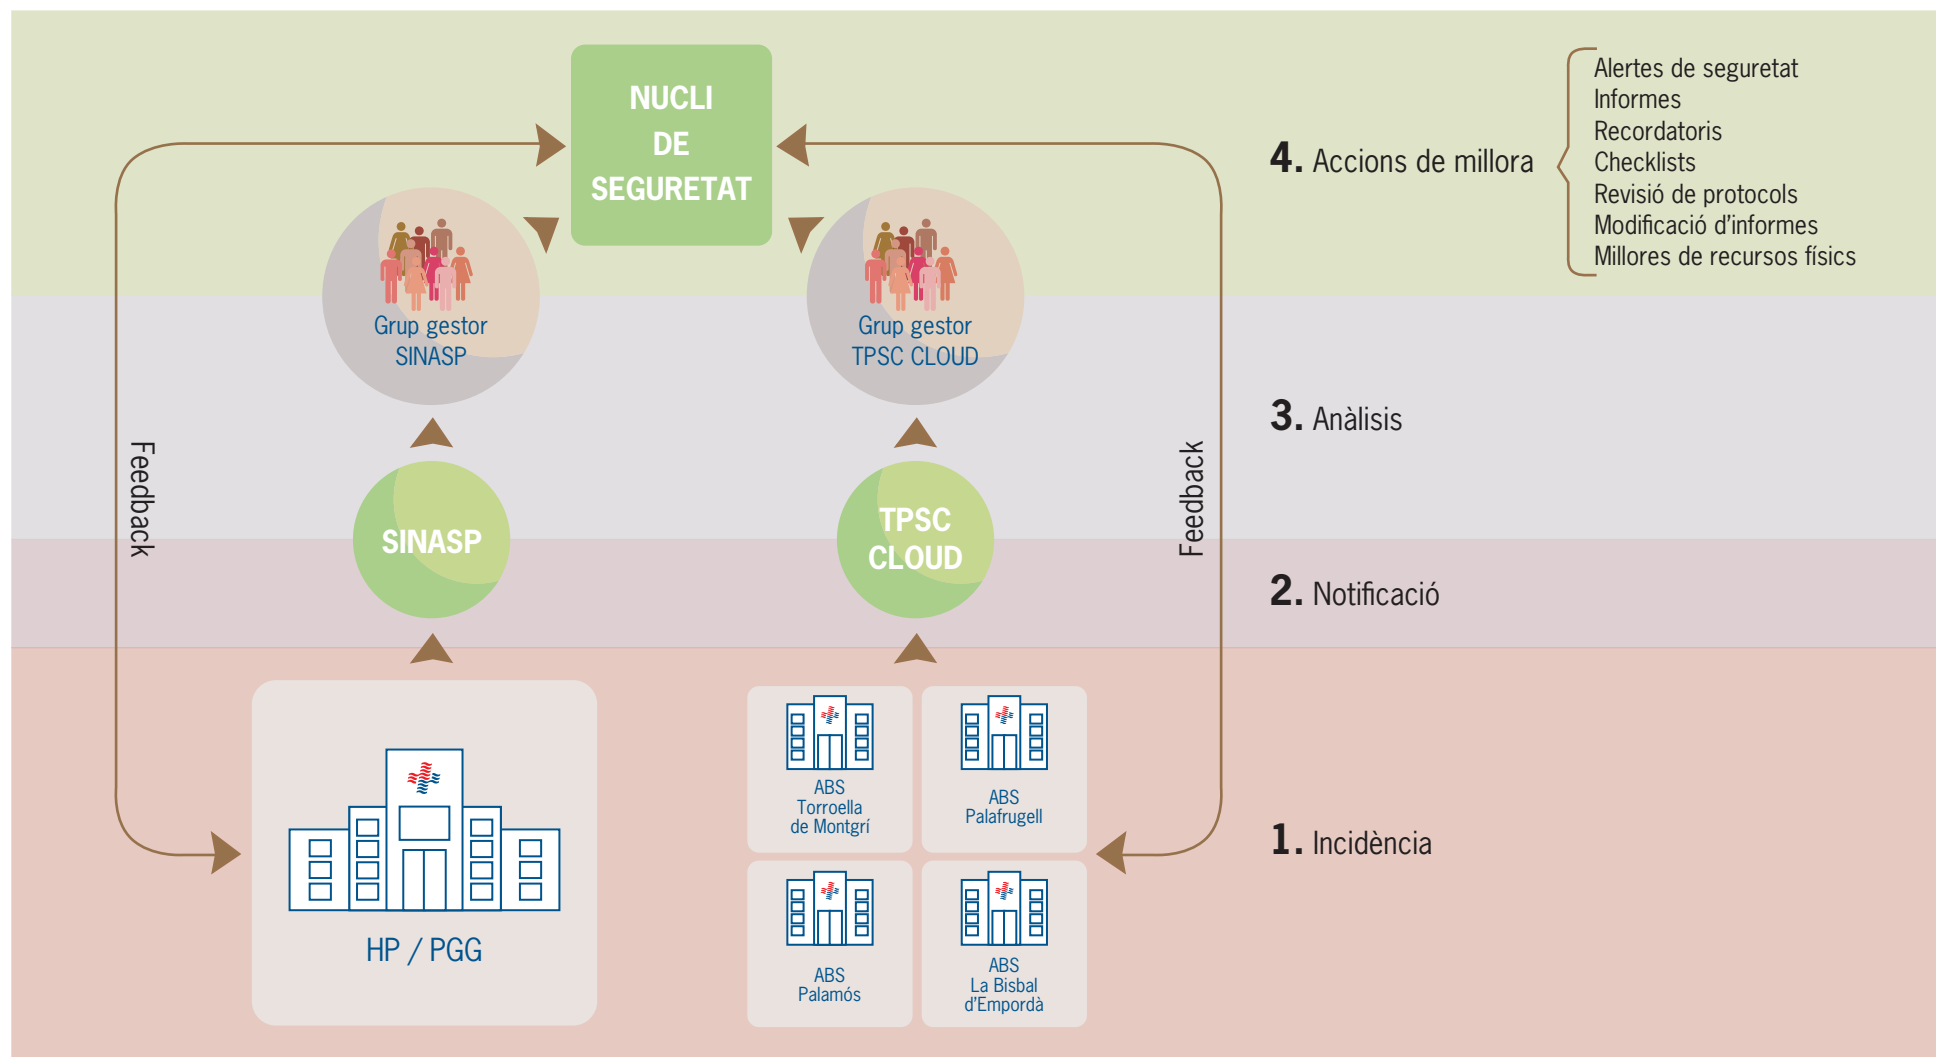 NUCLI
DE
SEGURETAT
4. Accions de millora
Alertes de seguretat
Informes
Recordatoris
Checklists
Revisió de protocols
Modificació d'informes
Millores de recursos físics
Grup gestor
SINASP
Grup gestor
TPSC CLOUD
3. Anàlisis
Feedback
Feedback
SINASP
TPSC
CLOUD
2. Notificació
HP / PGG
ABS
Torroella
de Montgrí
ABS
Palafrugell
ABS
Palamós
ABS
La Bisbal
d'Empordà
1. Incidència